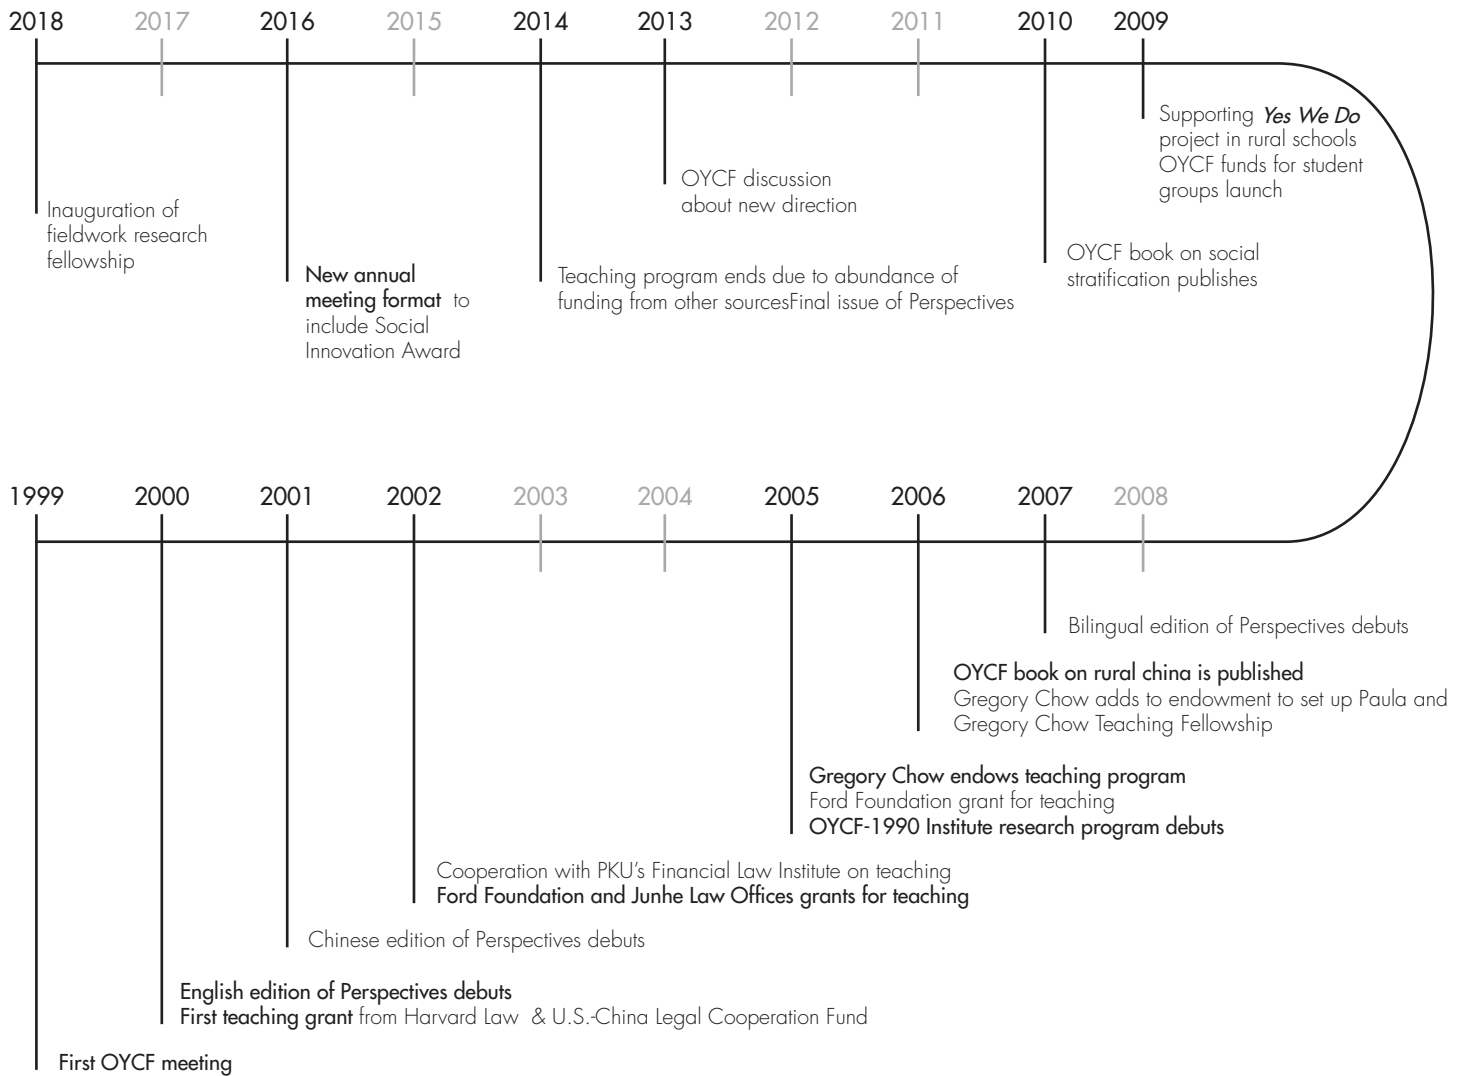 2018 2017 2016 2015 2014 2013 2012 2011 2010 2009
Supporting Yes We Do
project in rural schools
OYCF funds for student
groups launch
OYCF discussion
about new direction
Inauguration of
fieldwork research
fellowship
OYCF book on social
stratification publishes
New annual
meeting format to
include Social
Innovation Award
Teaching program ends due to abundance of
funding from other sourcesFinal issue of Perspectives
1999 2000 2001 2002 2003 2004 2005 2006 2007 2008
Bilingual edition of Perspectives debuts
OYCF book on rural china is published
Gregory Chow adds to endowment to set up Paula and
Gregory Chow Teaching Fellowship
Gregory Chow endows teaching program
Ford Foundation grant for teaching
OYCF-1990 Institute research program debuts
Cooperation with PKU's Financial Law Institute on teaching
Ford Foundation and Junhe Law Offices grants for teaching
Chinese edition of Perspectives debuts
English edition of Perspectives debuts
First teaching grant from Harvard Law & U.S.-China Legal Cooperation Fund
First OYCF meeting